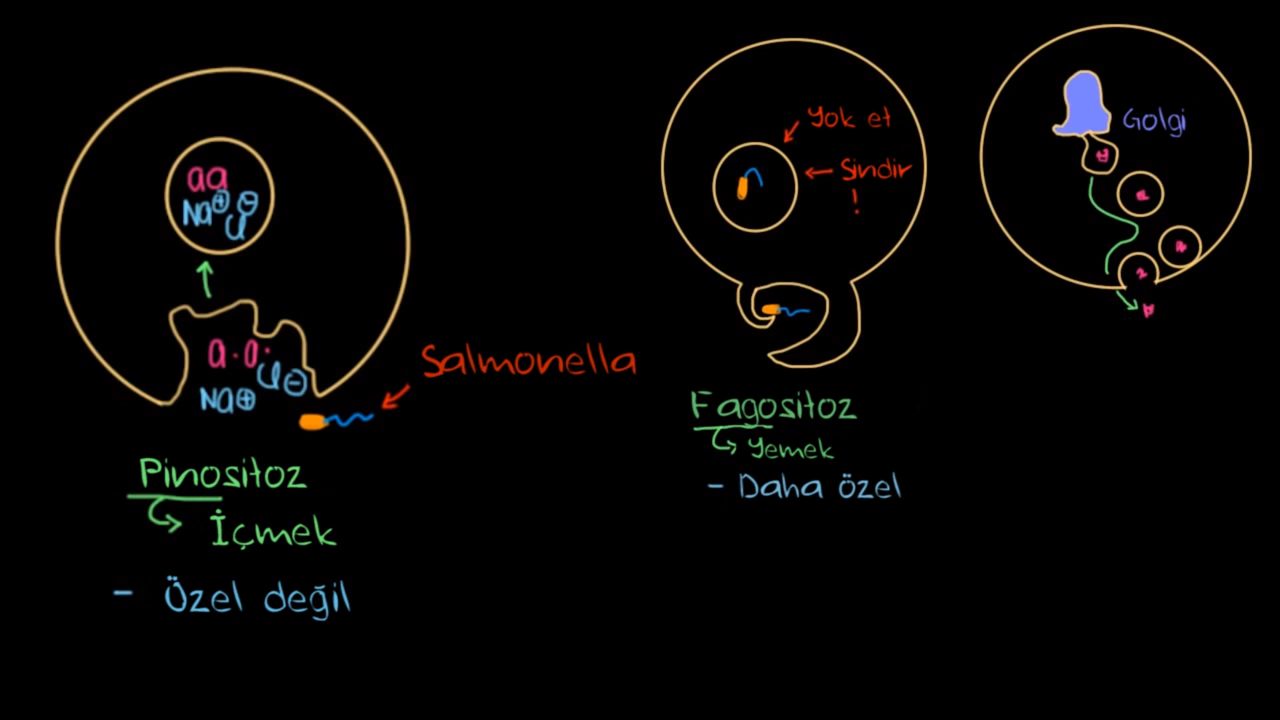 aa
Na⊕ Cl⊖
a.a.
Cl⊖
Na⊕
Salmonella
Pinositoz
İçmek
- Özel değil
Yok et
Sindir
!
Fagositoz
Yemek
- Daha özel
Golgi